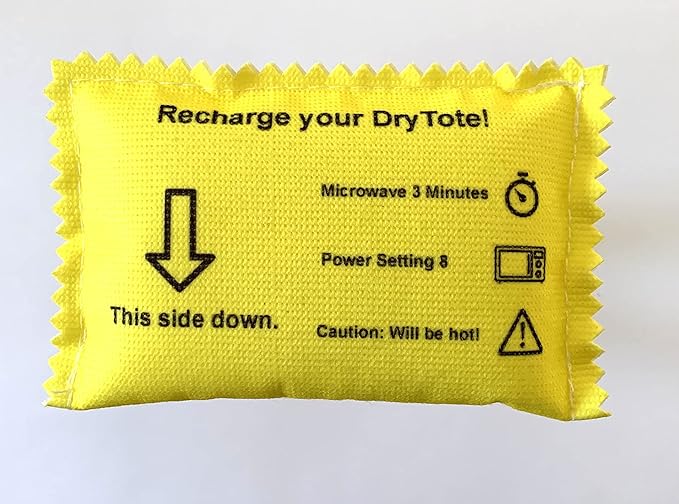 Recharge your DryTote!
Microwave 3 Minutes
Power Setting 8
This side down.
Caution: Will be hot!